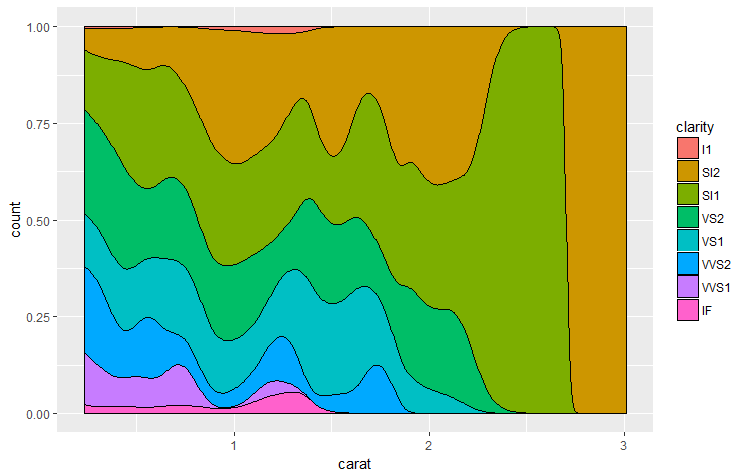 1.00
0.75
0.50
0.25
0.00
count
1
2
3
carat
clarity
I1
SI2
SI1
VS2
VS1
VVS2
VVS1
IF